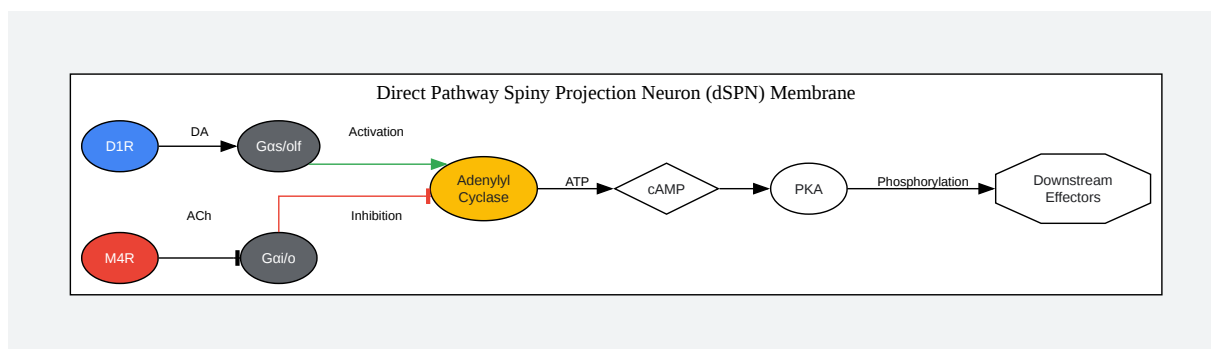 Direct Pathway Spiny Projection Neuron (dSPN) Membrane
D1R
DA
Gαs/olf
Activation
Adenylyl
Cyclase
ATP
cAMP
PKA
Phosphorylation
Downstream
Effectors
M4R
ACh
Gαi/o
Inhibition